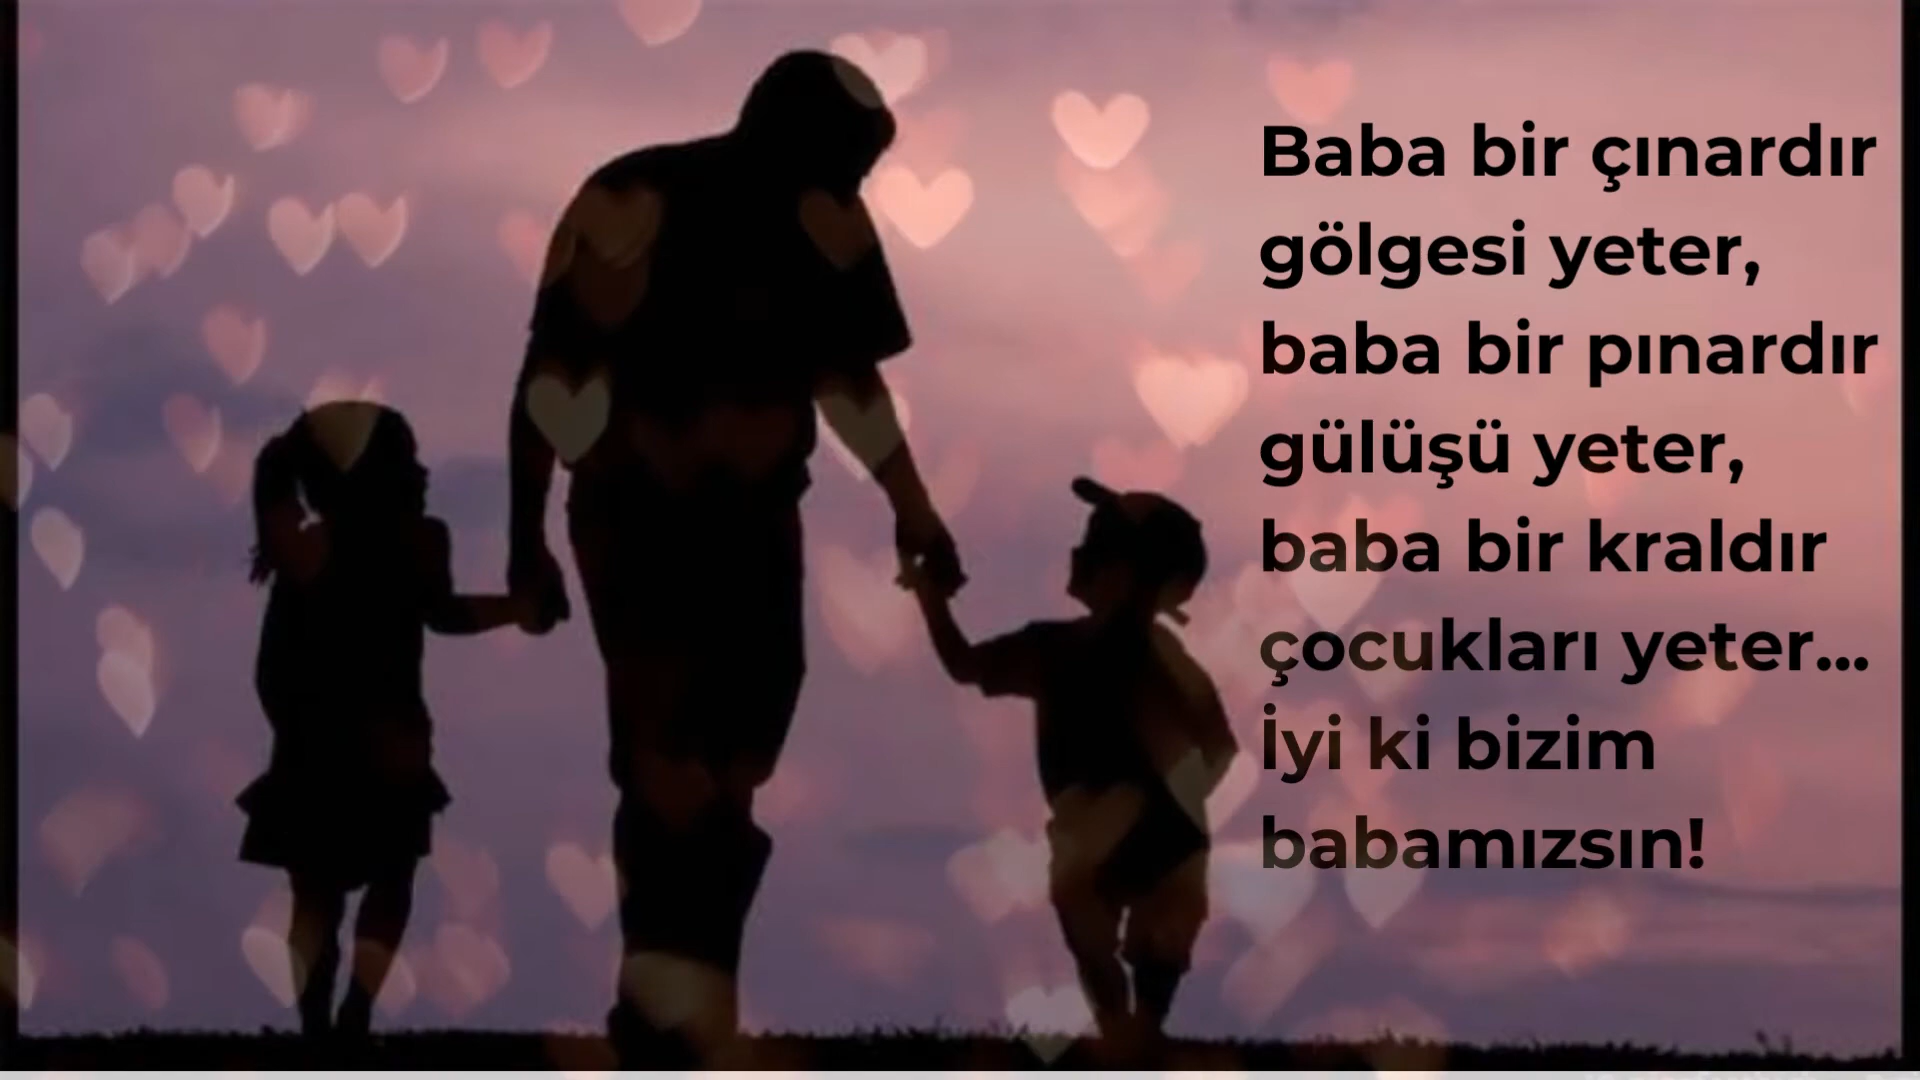 Baba bir çınardır
gölgesi yeter,
baba bir pınardır
gülüşü yeter,
baba bir kraldır
çocukları yeter...
İyi ki bizim
babamızsın!